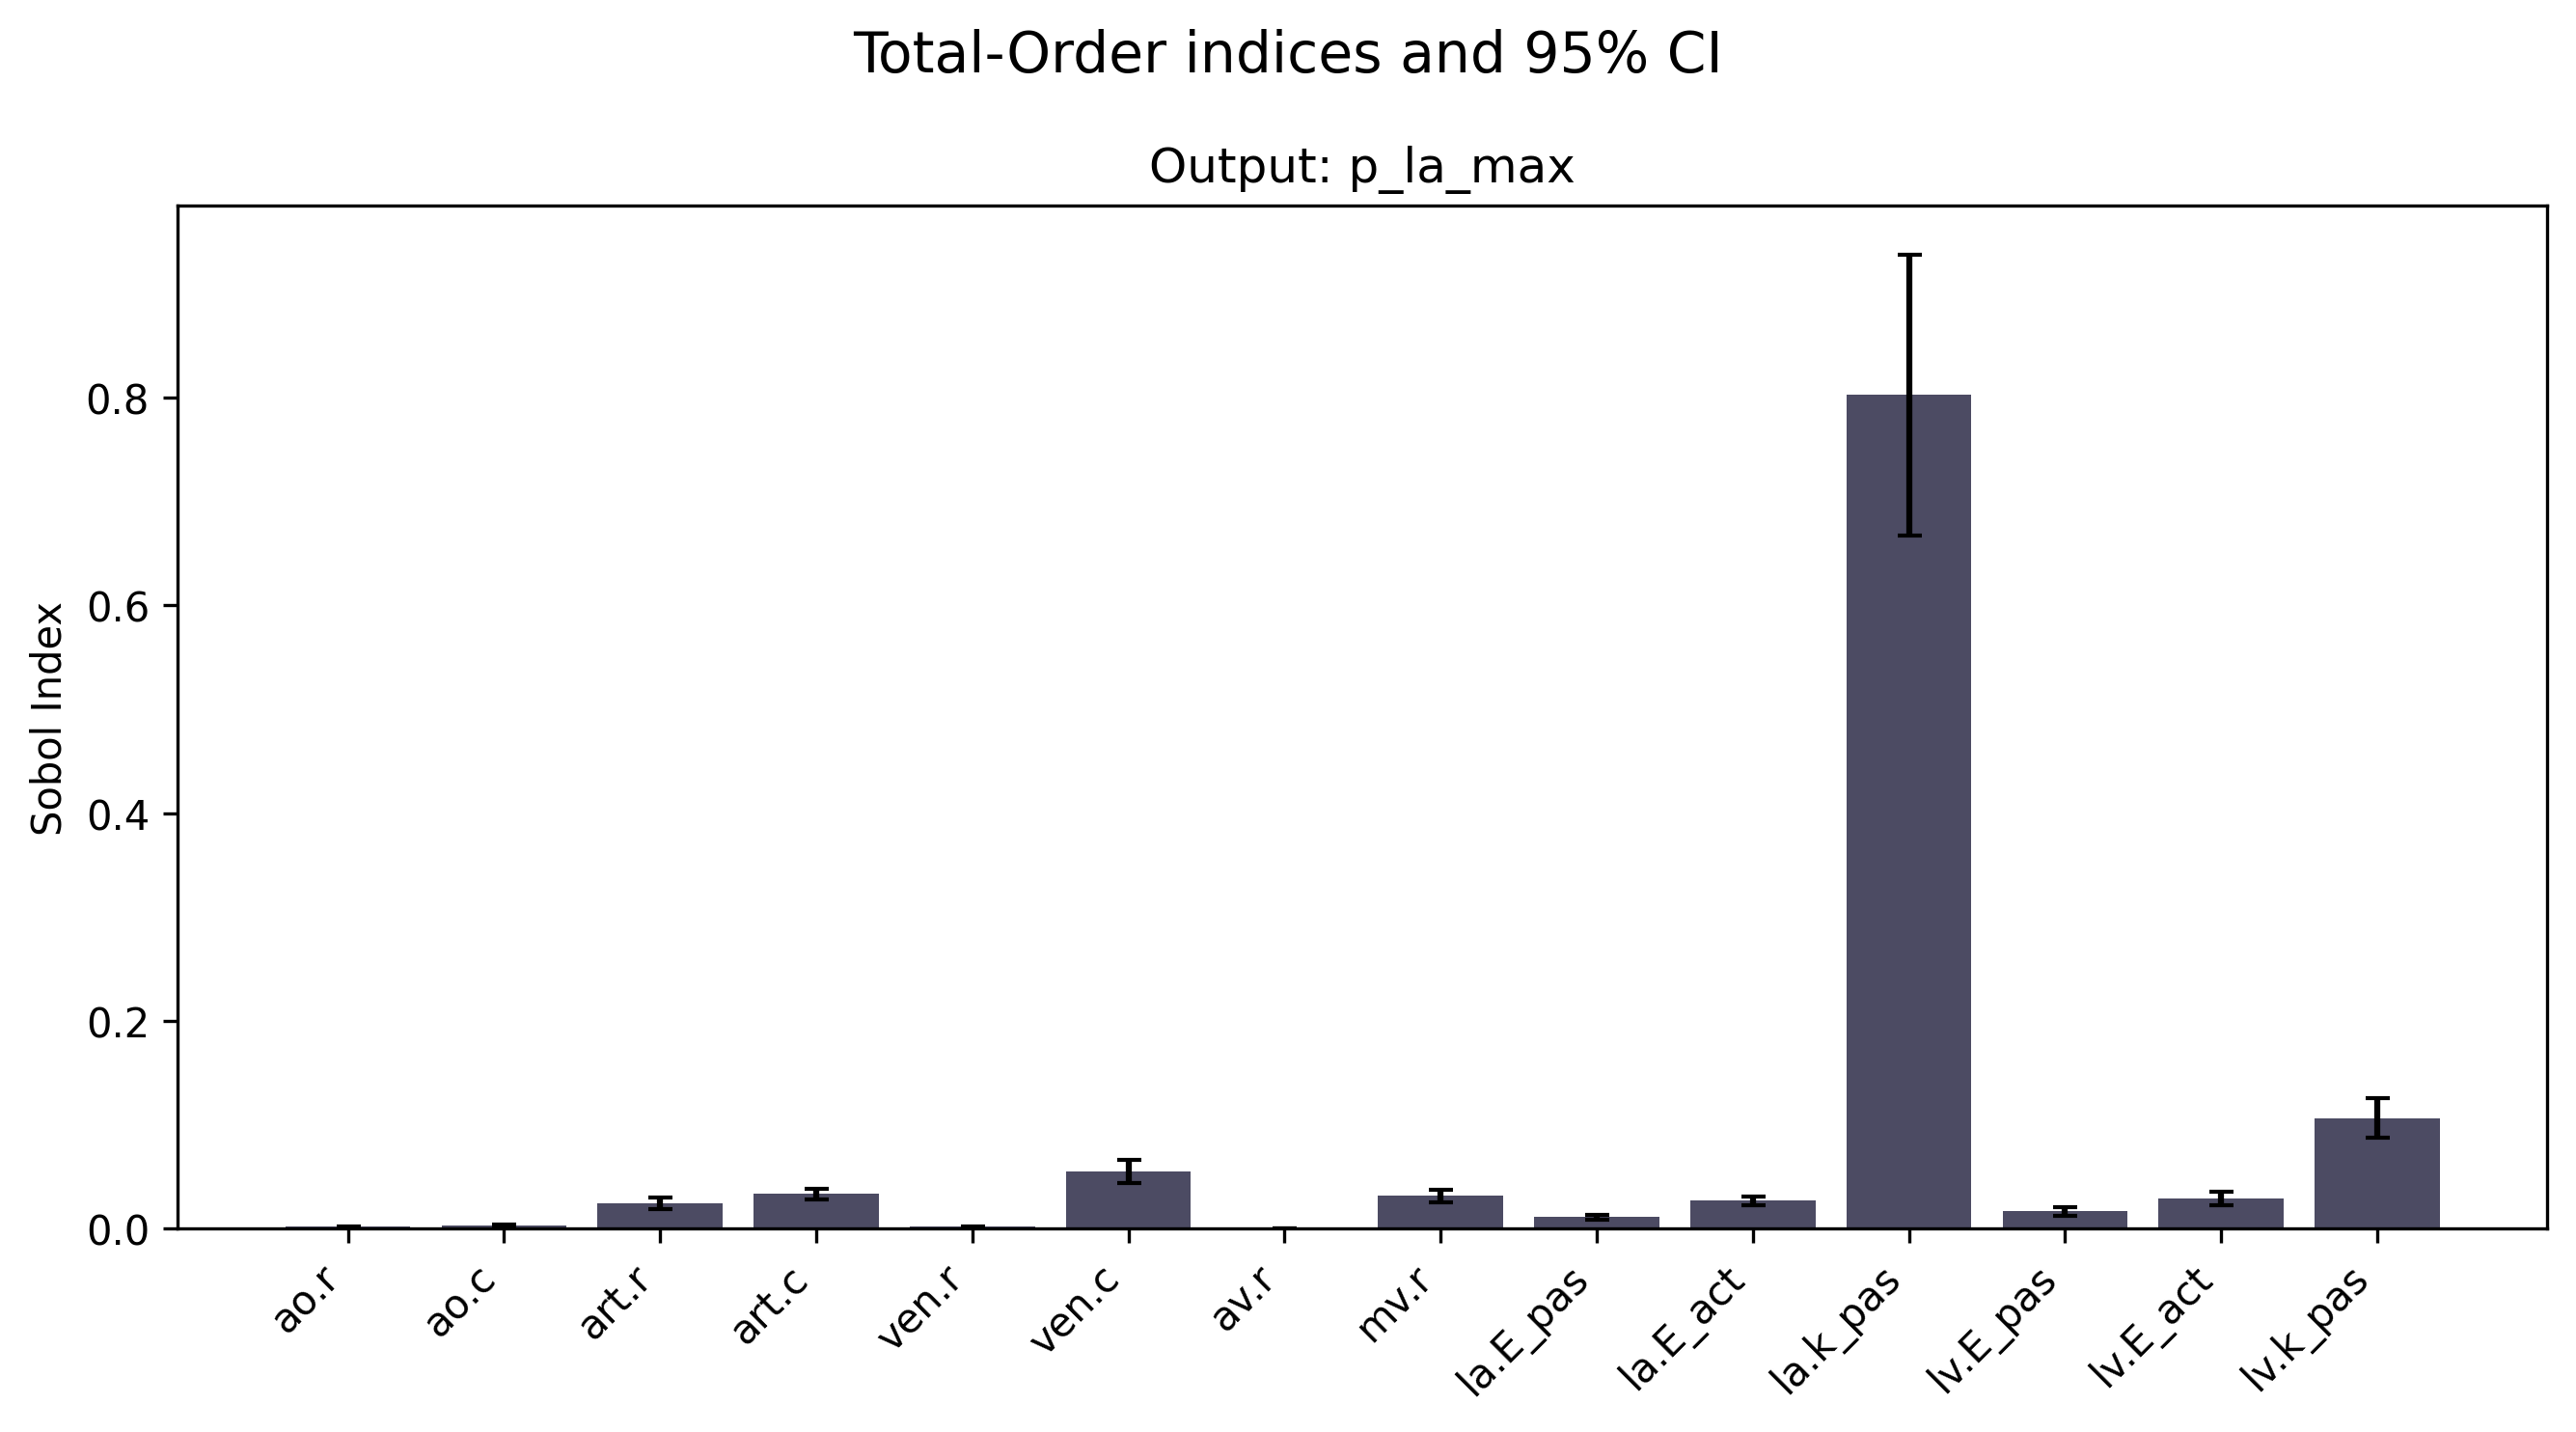 Total-Order indices and 95% CI
Output: p_la_max
Sobol Index
0.8
0.6
0.4
0.2
0.0
ao.r
ao.c
art.r
art.c
ven.r
ven.c
av.r
mv.r
la.E_pas
la.E_act
la.k_pas
lv.E_pas
lv.E_act
lv.k_pas